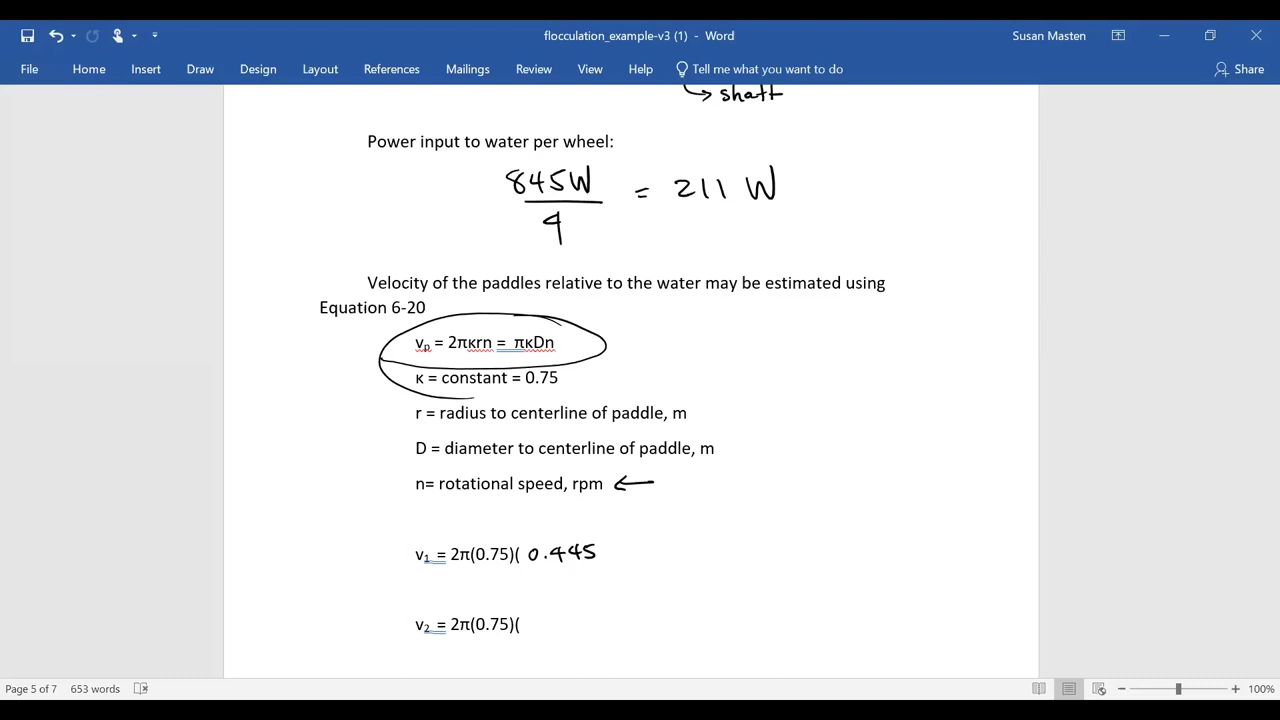 flocculation_example-v3 (1) - Word
Susan Masten
File Home Insert Draw Design Layout References Mailings Review View Help Tell me what you want to do Share
shaft
Power input to water per wheel:
845W
= 211 W
4
Velocity of the paddles relative to the water may be estimated using
Equation 6-20
vₚ = 2πκrn = πκDn
κ = constant = 0.75
r = radius to centerline of paddle, m
D = diameter to centerline of paddle, m
n= rotational speed, rpm ←
v₁ = 2π(0.75)( 0.445
v₂ = 2π(0.75)(
Page 5 of 7 653 words 100%